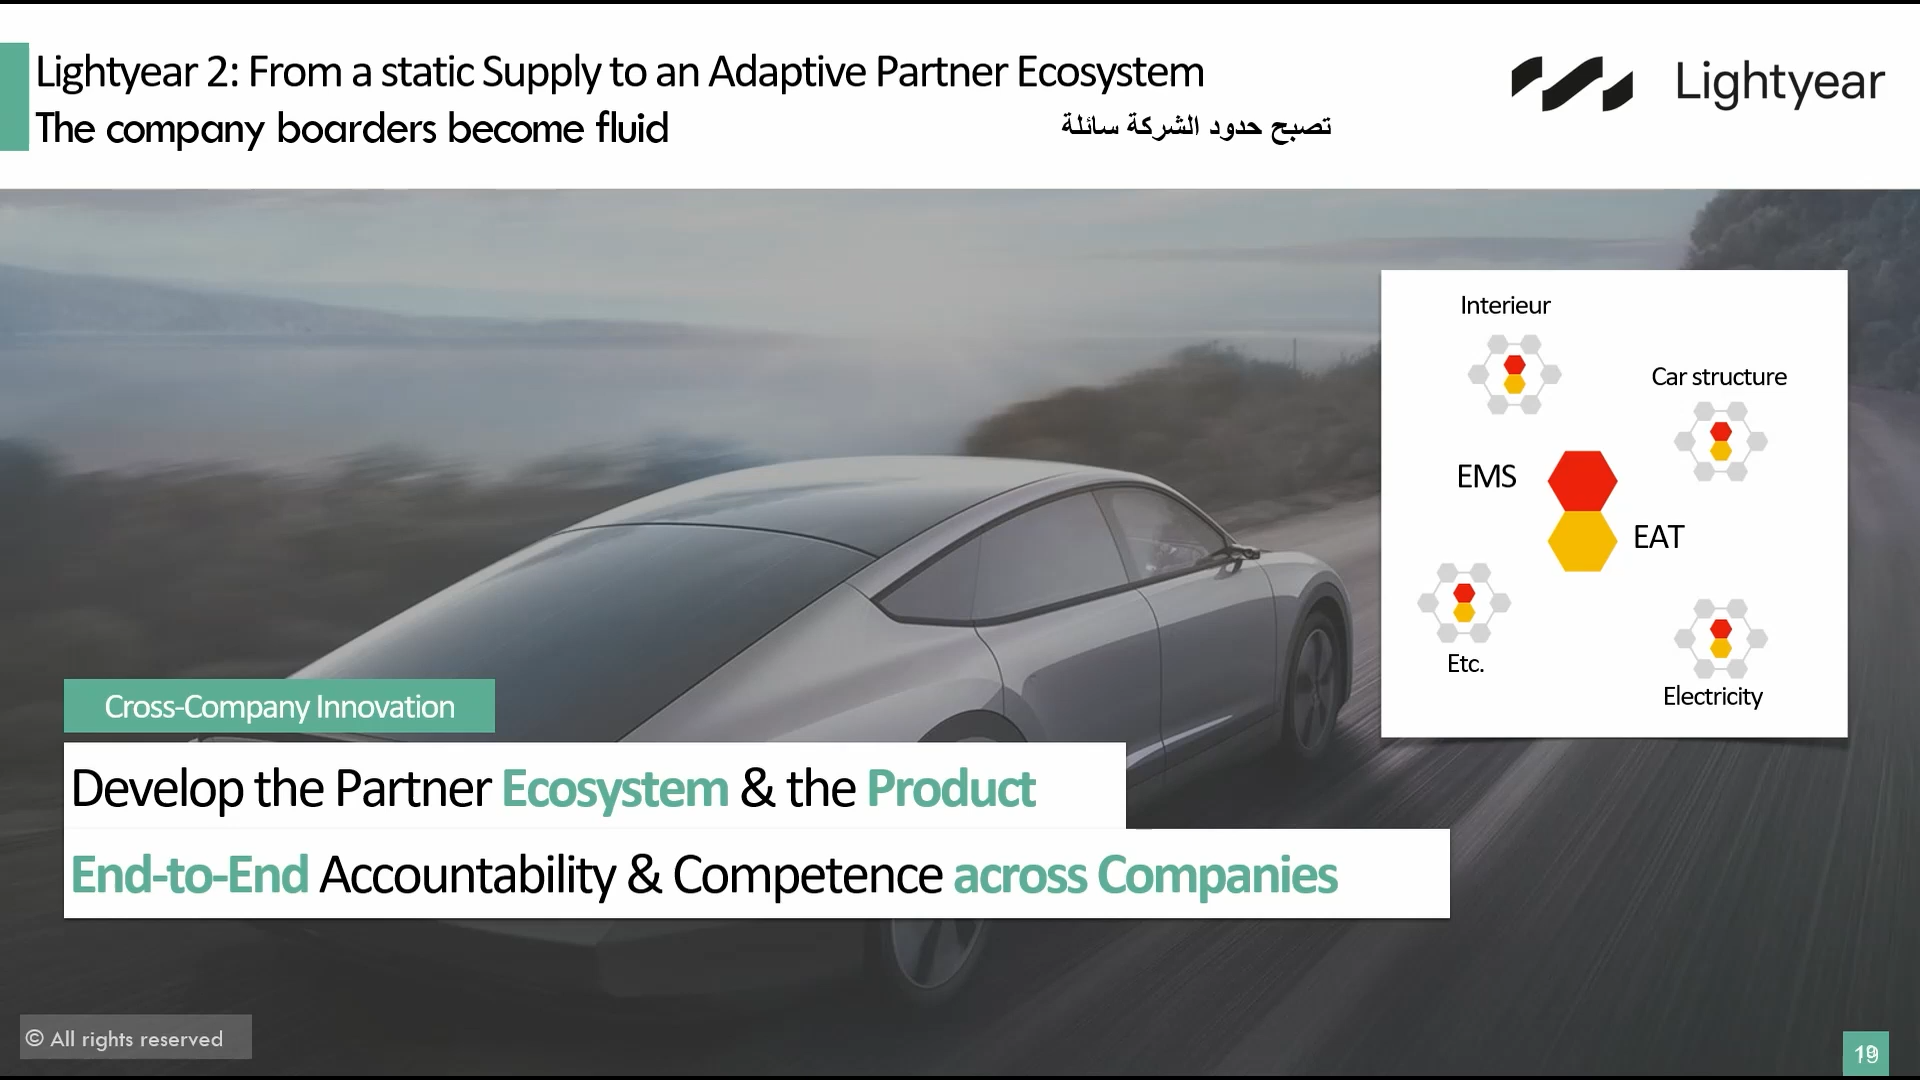 Lightyear 2: From a static Supply to an Adaptive Partner Ecosystem
The company boarders become fluid
تصبح حدود الشركة سائلة
Lightyear
Interieur
Car structure
EMS
EAT
Etc.
Electricity
Cross-Company Innovation
Develop the Partner Ecosystem & the Product
End-to-End Accountability & Competence across Companies
© All rights reserved